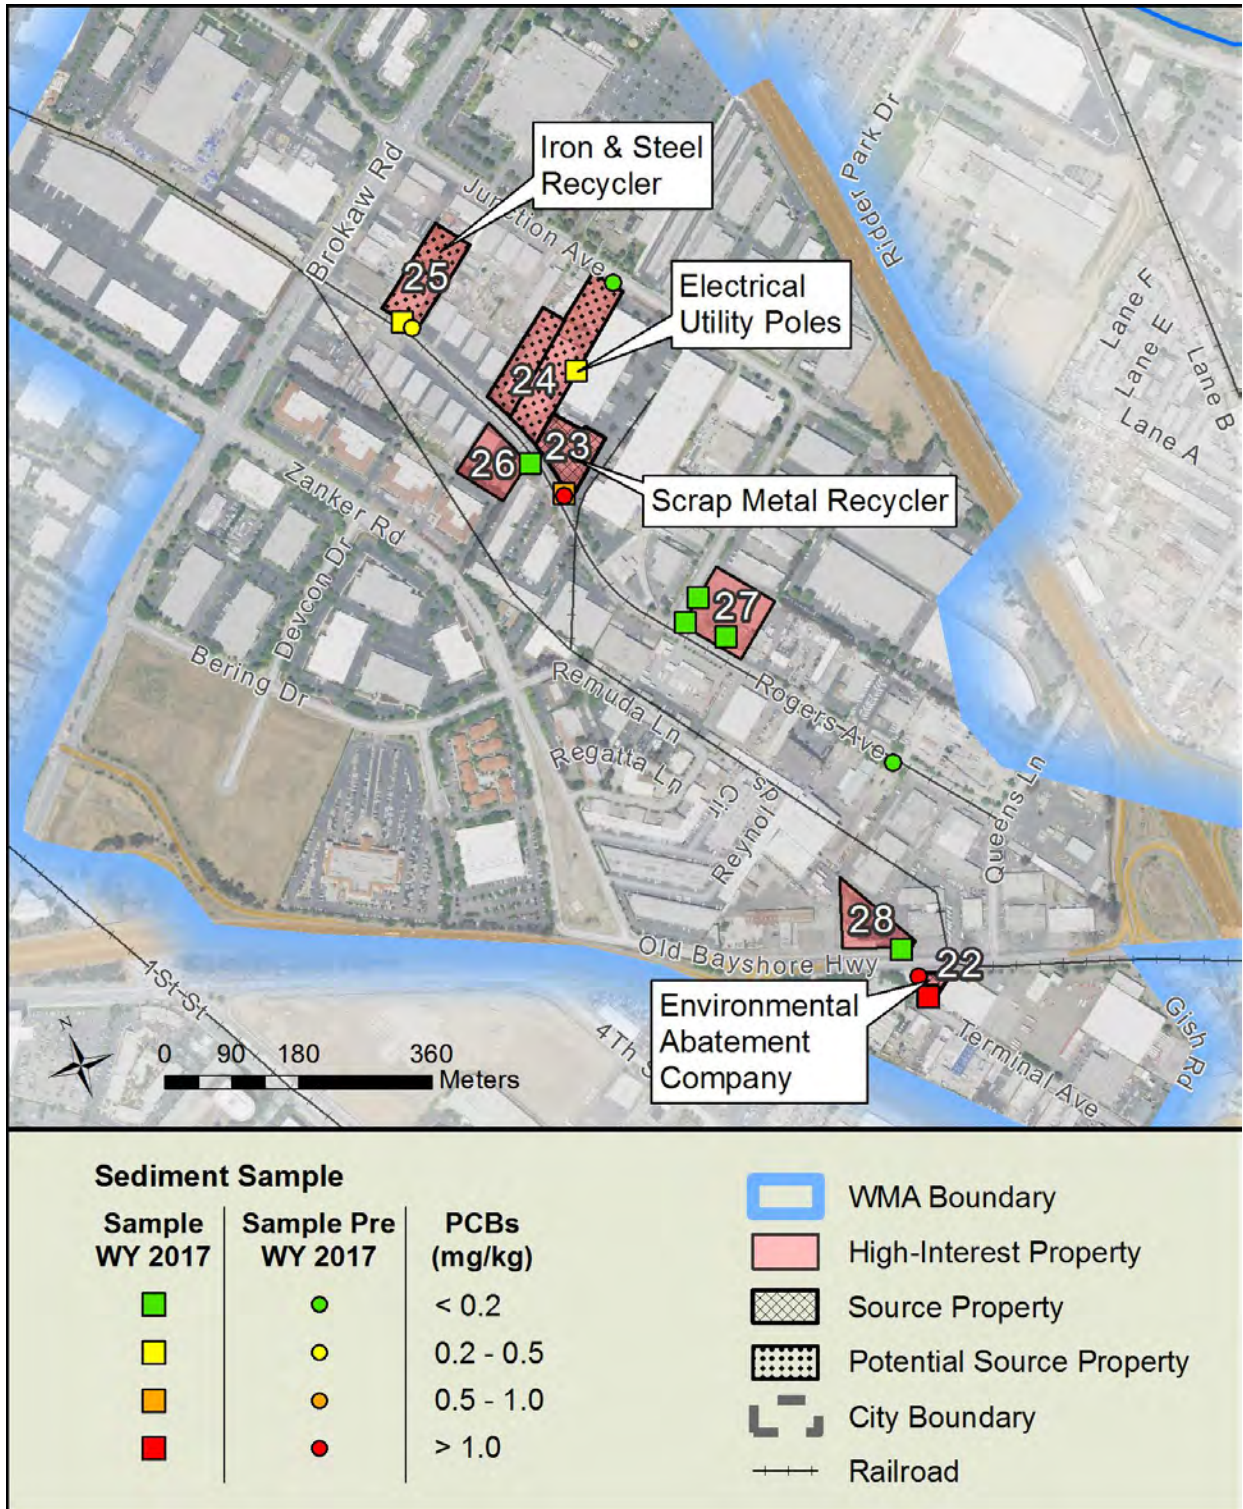 Iron & Steel
Recycler
Junction Ave
Brokaw Rd
Ridder Park Dr
25
Electrical
Utility Poles
Lane F
Lane E
Lane B
Lane A
24
23
26
Scrap Metal Recycler
Zanker Rd
Devcon Dr
Bering Dr
27
Remuda Ln
Regatta Ln
Rogers Ave
Reynolds
Cir
Queens Ln
28
Old Bayshore Hwy
22
1St St
Environmental
Abatement
Company
4Th S
Terminal Ave
Gish Rd
N
0 90 180 360
Meters
Sediment Sample
Sample
WY 2017
Sample Pre
WY 2017
PCBs
(mg/kg)
< 0.2
0.2 - 0.5
0.5 - 1.0
> 1.0
WMA Boundary
High-Interest Property
Source Property
Potential Source Property
City Boundary
Railroad